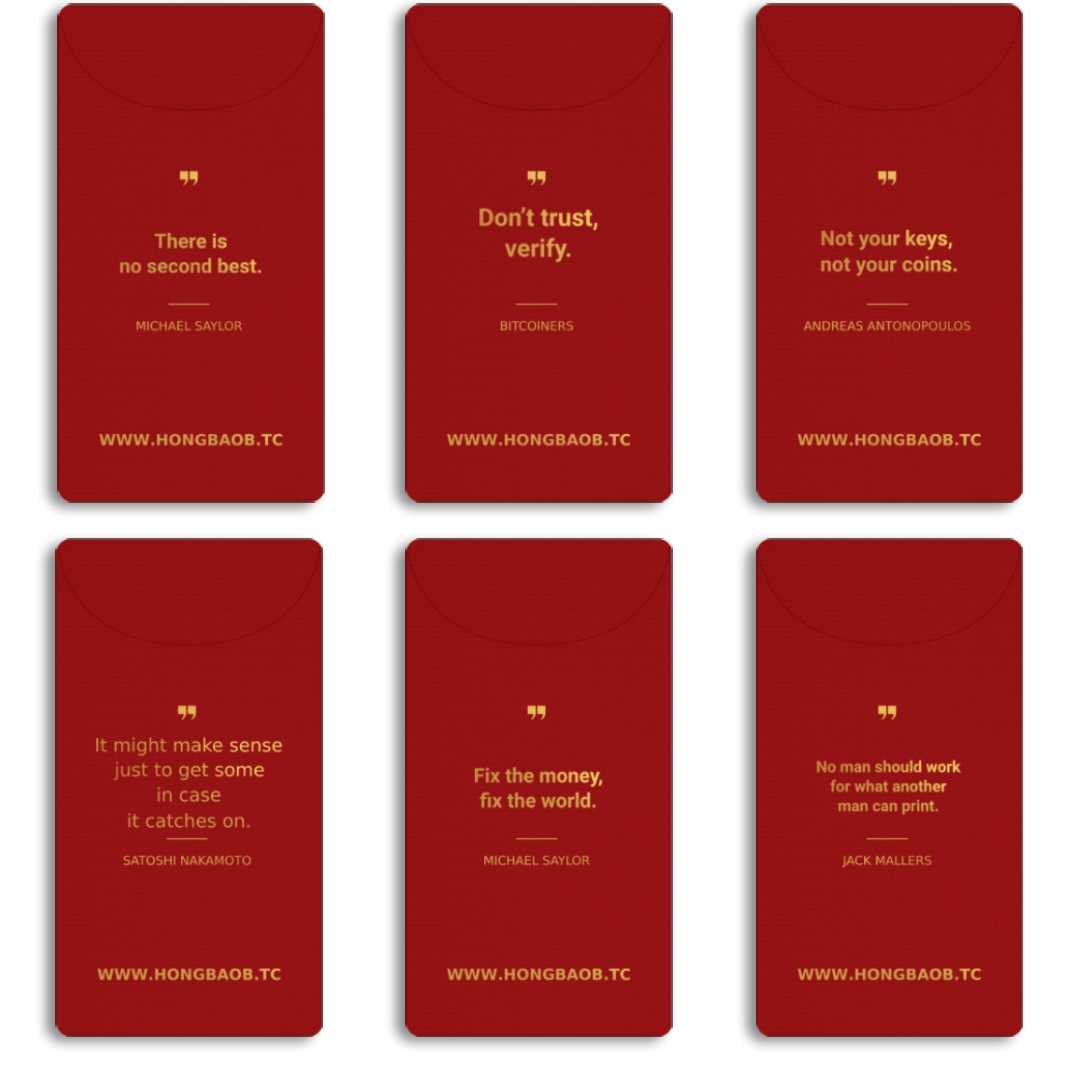 ❞
There is
no second best.
MICHAEL SAYLOR
WWW.HONGBAOB.TC
❞
Don’t trust,
verify.
BITCOINERS
WWW.HONGBAOB.TC
❞
Not your keys,
not your coins.
ANDREAS ANTONOPOULOS
WWW.HONGBAOB.TC
❞
It might make sense
just to get some
in case
it catches on.
SATOSHI NAKAMOTO
WWW.HONGBAOB.TC
❞
Fix the money,
fix the world.
MICHAEL SAYLOR
WWW.HONGBAOB.TC
❞
No man should work
for what another
man can print.
JACK MALLERS
WWW.HONGBAOB.TC